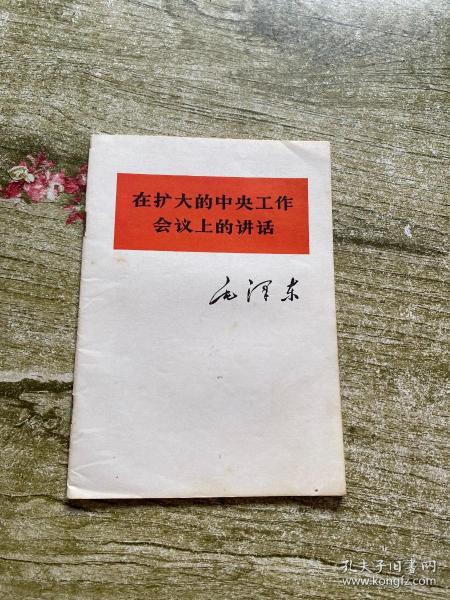 在扩大的中央工作
会议上的讲话
毛泽东
孔夫子旧书网
www.kongfz.com